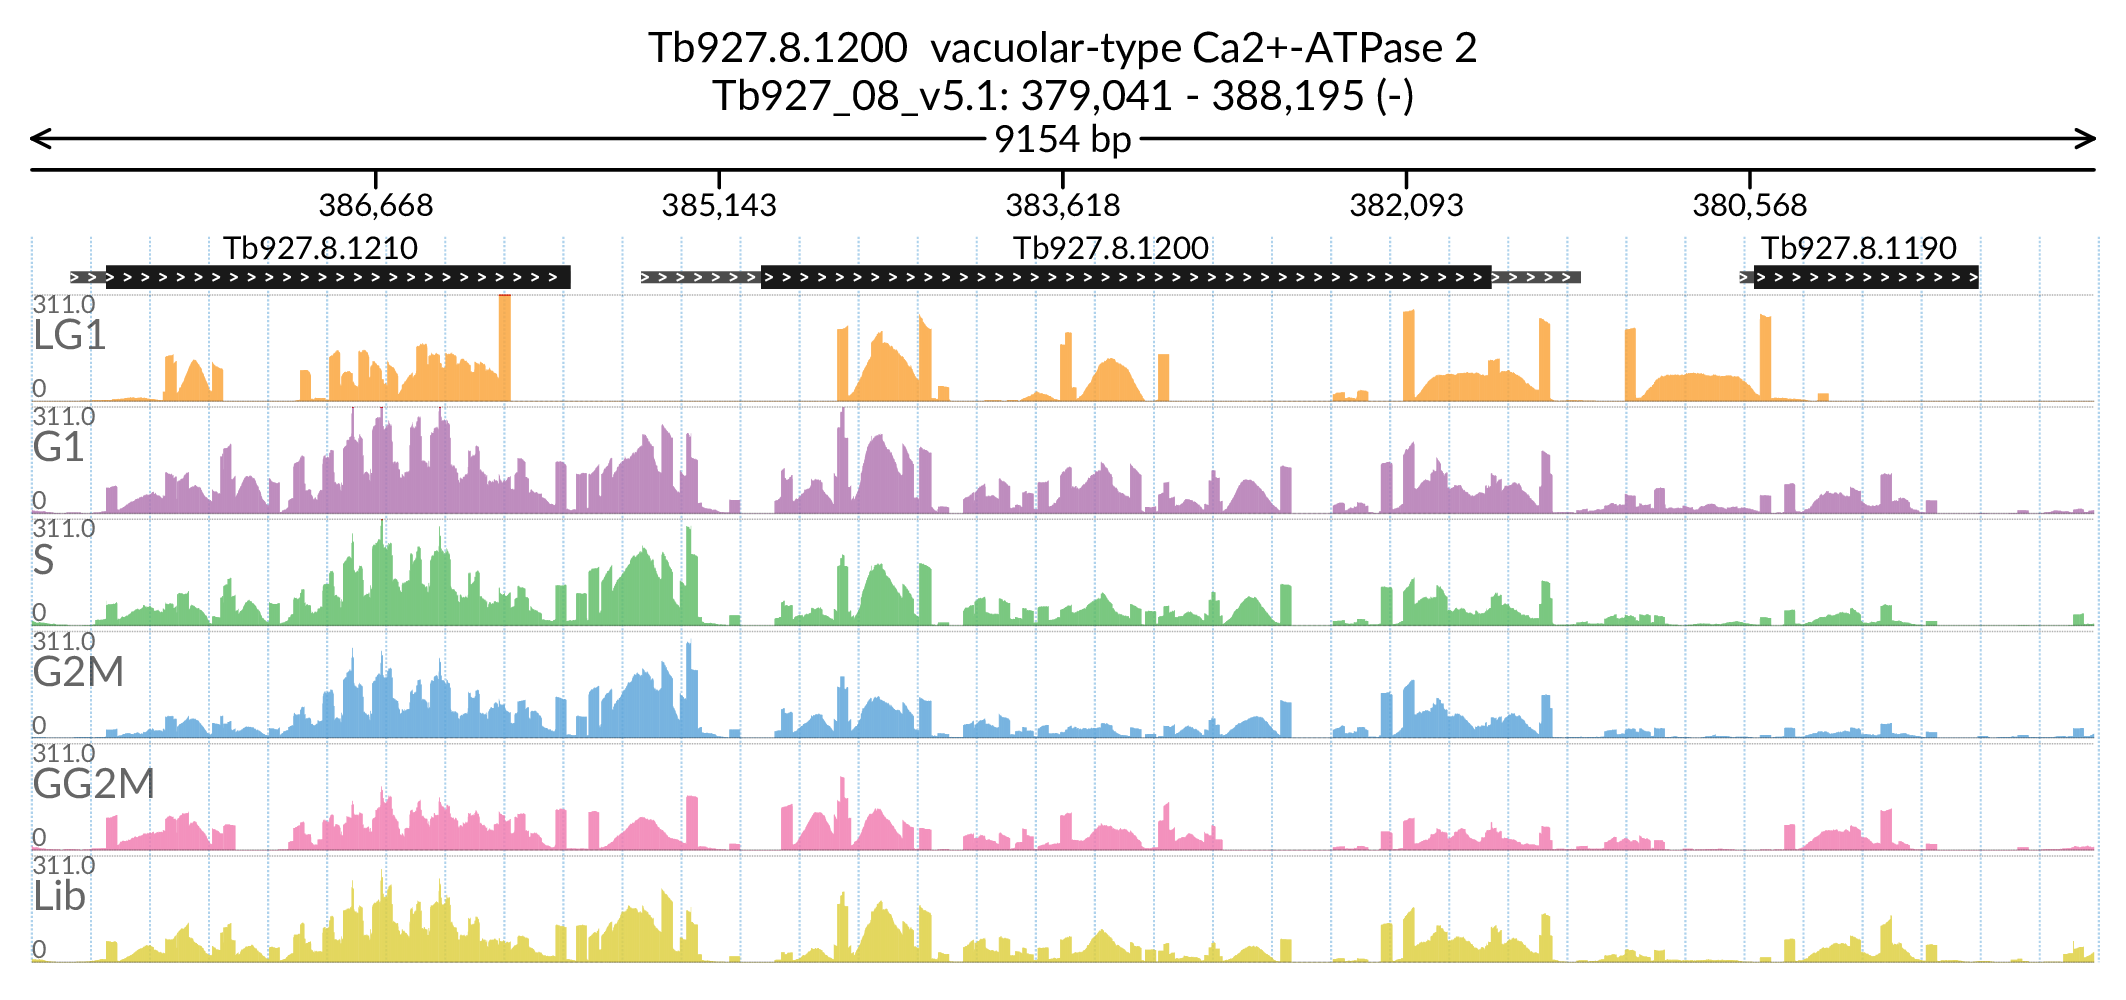 Tb927.8.1200  vacuolar-type Ca2+-ATPase 2
Tb927_08_v5.1: 379,041 - 388,195 (-)
9154 bp
386,668 385,143 383,618 382,093 380,568
Tb927.8.1210 Tb927.8.1200 Tb927.8.1190
311.0
LG1
0
311.0
G1
0
311.0
S
0
311.0
G2M
0
311.0
GG2M
0
311.0
Lib
0